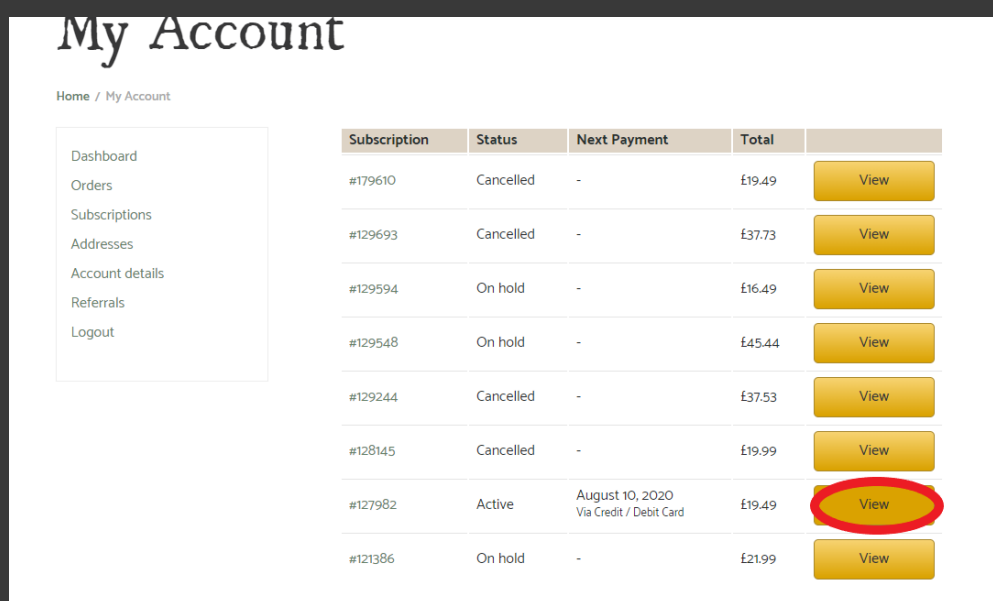 My Account
Home / My Account
Dashboard
Orders
Subscriptions
Addresses
Account details
Referrals
Logout
Subscription Status Next Payment Total
#179610 Cancelled - £19.49 View
#129693 Cancelled - £37.73 View
#129594 On hold - £16.49 View
#129548 On hold - £45.44 View
#129244 Cancelled - £37.53 View
#128145 Cancelled - £19.99 View
#127982 Active August 10, 2020 £19.49 View
Via Credit / Debit Card
#121386 On hold - £21.99 View